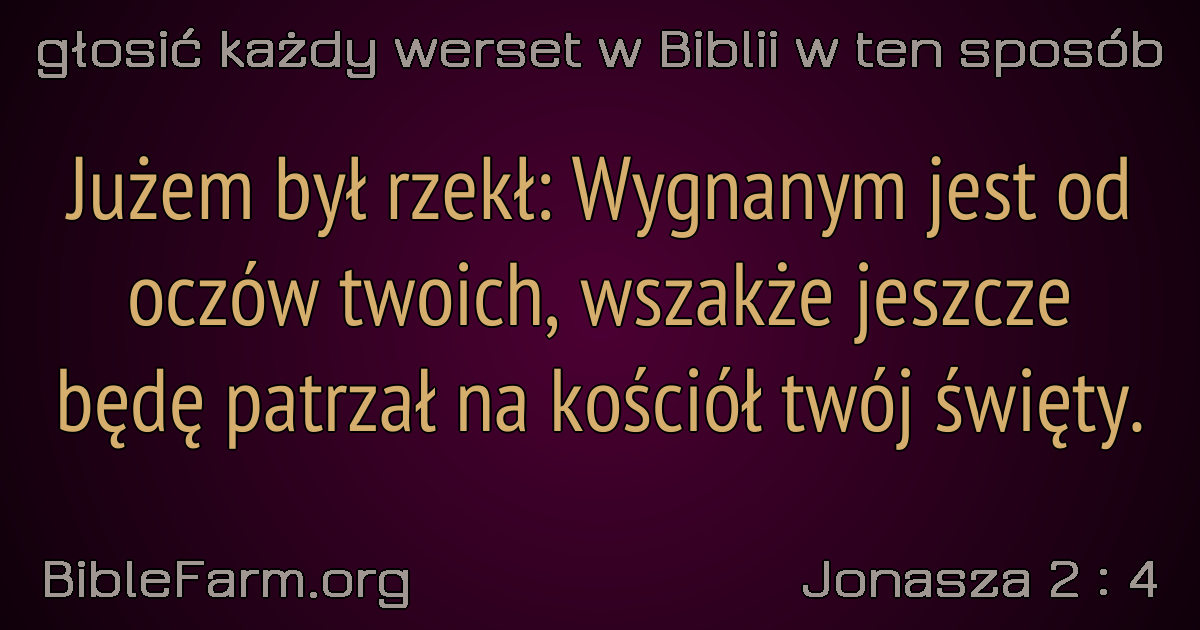 głosić każdy werset w Biblii w ten sposób
Jużem był rzekł: Wygnanym jest od
oczów twoich, wszakże jeszcze
będę patrzał na kościół twój święty.
BibleFarm.org
Jonasza 2 : 4